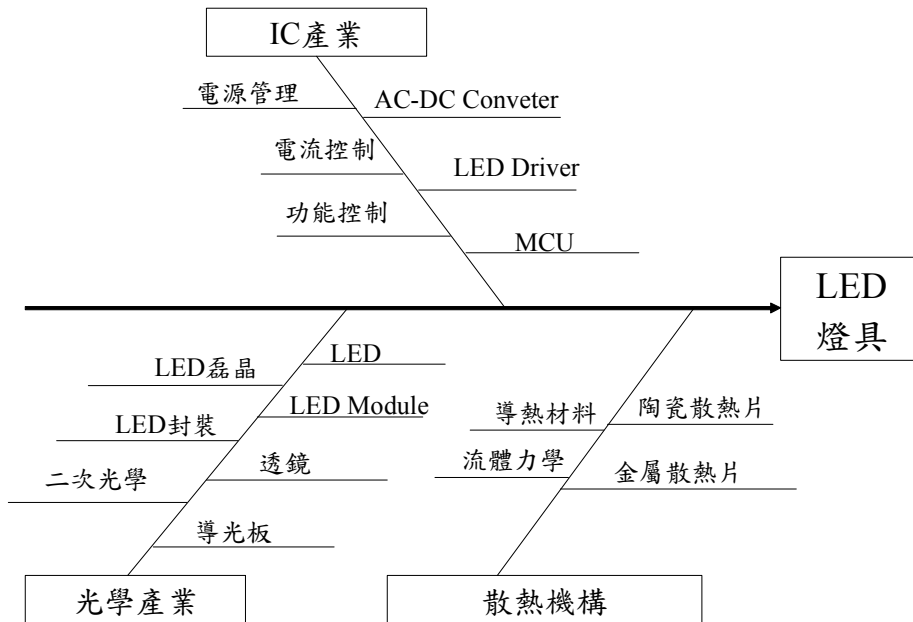 IC產業
電源管理
AC-DC Conveter
電流控制
LED Driver
功能控制
MCU
LED
燈具
LED
LED磊晶
LED Module
LED封裝
透鏡
二次光學
導光板
導熱材料
陶瓷散熱片
流體力學
金屬散熱片
光學產業
散熱機構